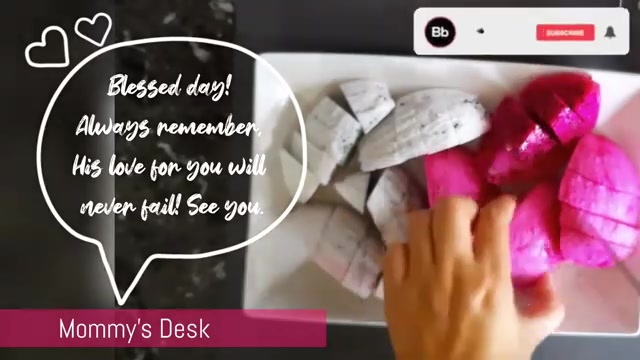 Blessed day!
Always remember,
His love for you will
never fail! See you.
Bb
SUBSCRIBE
Mommy's Desk